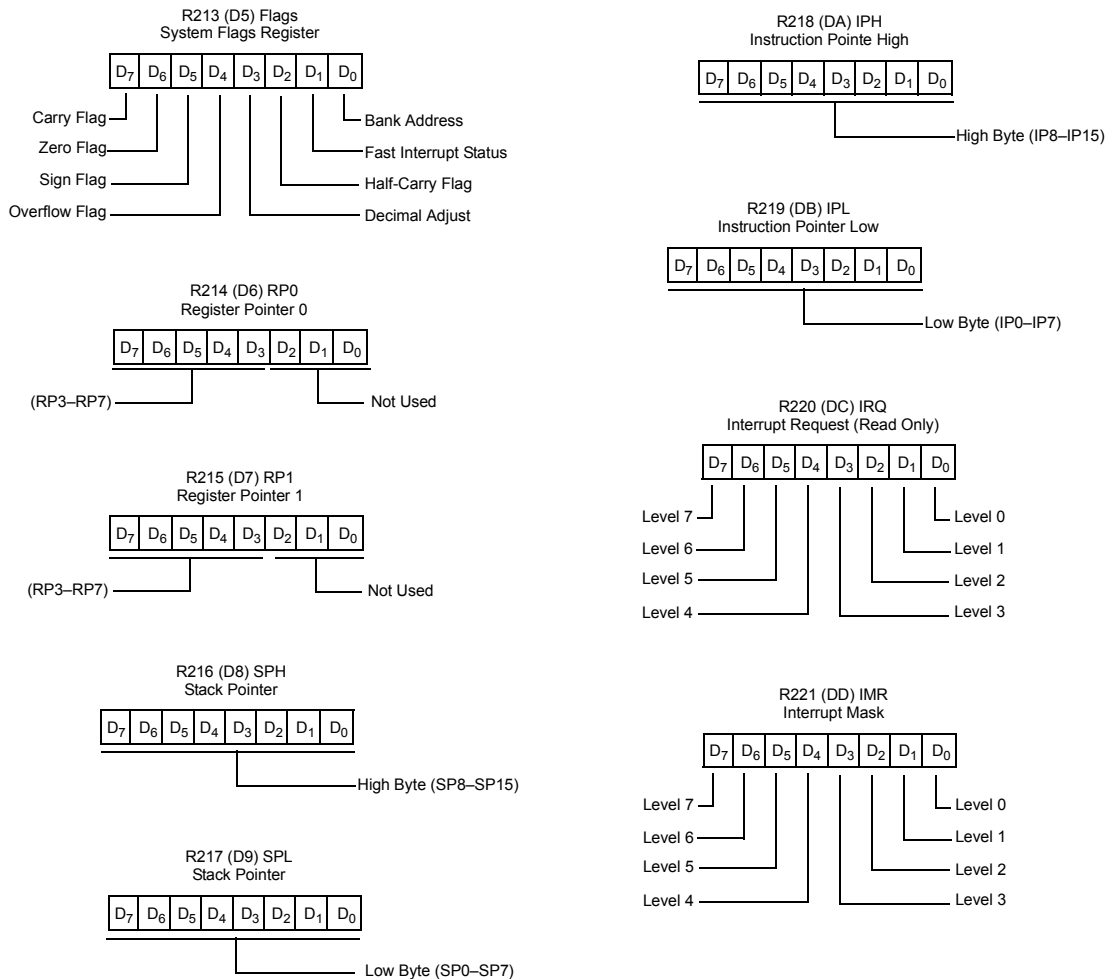 R213 (D5) Flags
System Flags Register
D7 D6 D5 D4 D3 D2 D1 D0
Carry Flag
Zero Flag
Sign Flag
Overflow Flag
Bank Address
Fast Interrupt Status
Half-Carry Flag
Decimal Adjust
R214 (D6) RP0
Register Pointer 0
D7 D6 D5 D4 D3 D2 D1 D0
(RP3–RP7)
Not Used
R215 (D7) RP1
Register Pointer 1
D7 D6 D5 D4 D3 D2 D1 D0
(RP3–RP7)
Not Used
R216 (D8) SPH
Stack Pointer
D7 D6 D5 D4 D3 D2 D1 D0
High Byte (SP8–SP15)
R217 (D9) SPL
Stack Pointer
D7 D6 D5 D4 D3 D2 D1 D0
Low Byte (SP0–SP7)
R218 (DA) IPH
Instruction Pointe High
D7 D6 D5 D4 D3 D2 D1 D0
High Byte (IP8–IP15)
R219 (DB) IPL
Instruction Pointer Low
D7 D6 D5 D4 D3 D2 D1 D0
Low Byte (IP0–IP7)
R220 (DC) IRQ
Interrupt Request (Read Only)
D7 D6 D5 D4 D3 D2 D1 D0
Level 7
Level 6
Level 5
Level 4
Level 0
Level 1
Level 2
Level 3
R221 (DD) IMR
Interrupt Mask
D7 D6 D5 D4 D3 D2 D1 D0
Level 7
Level 6
Level 5
Level 4
Level 0
Level 1
Level 2
Level 3